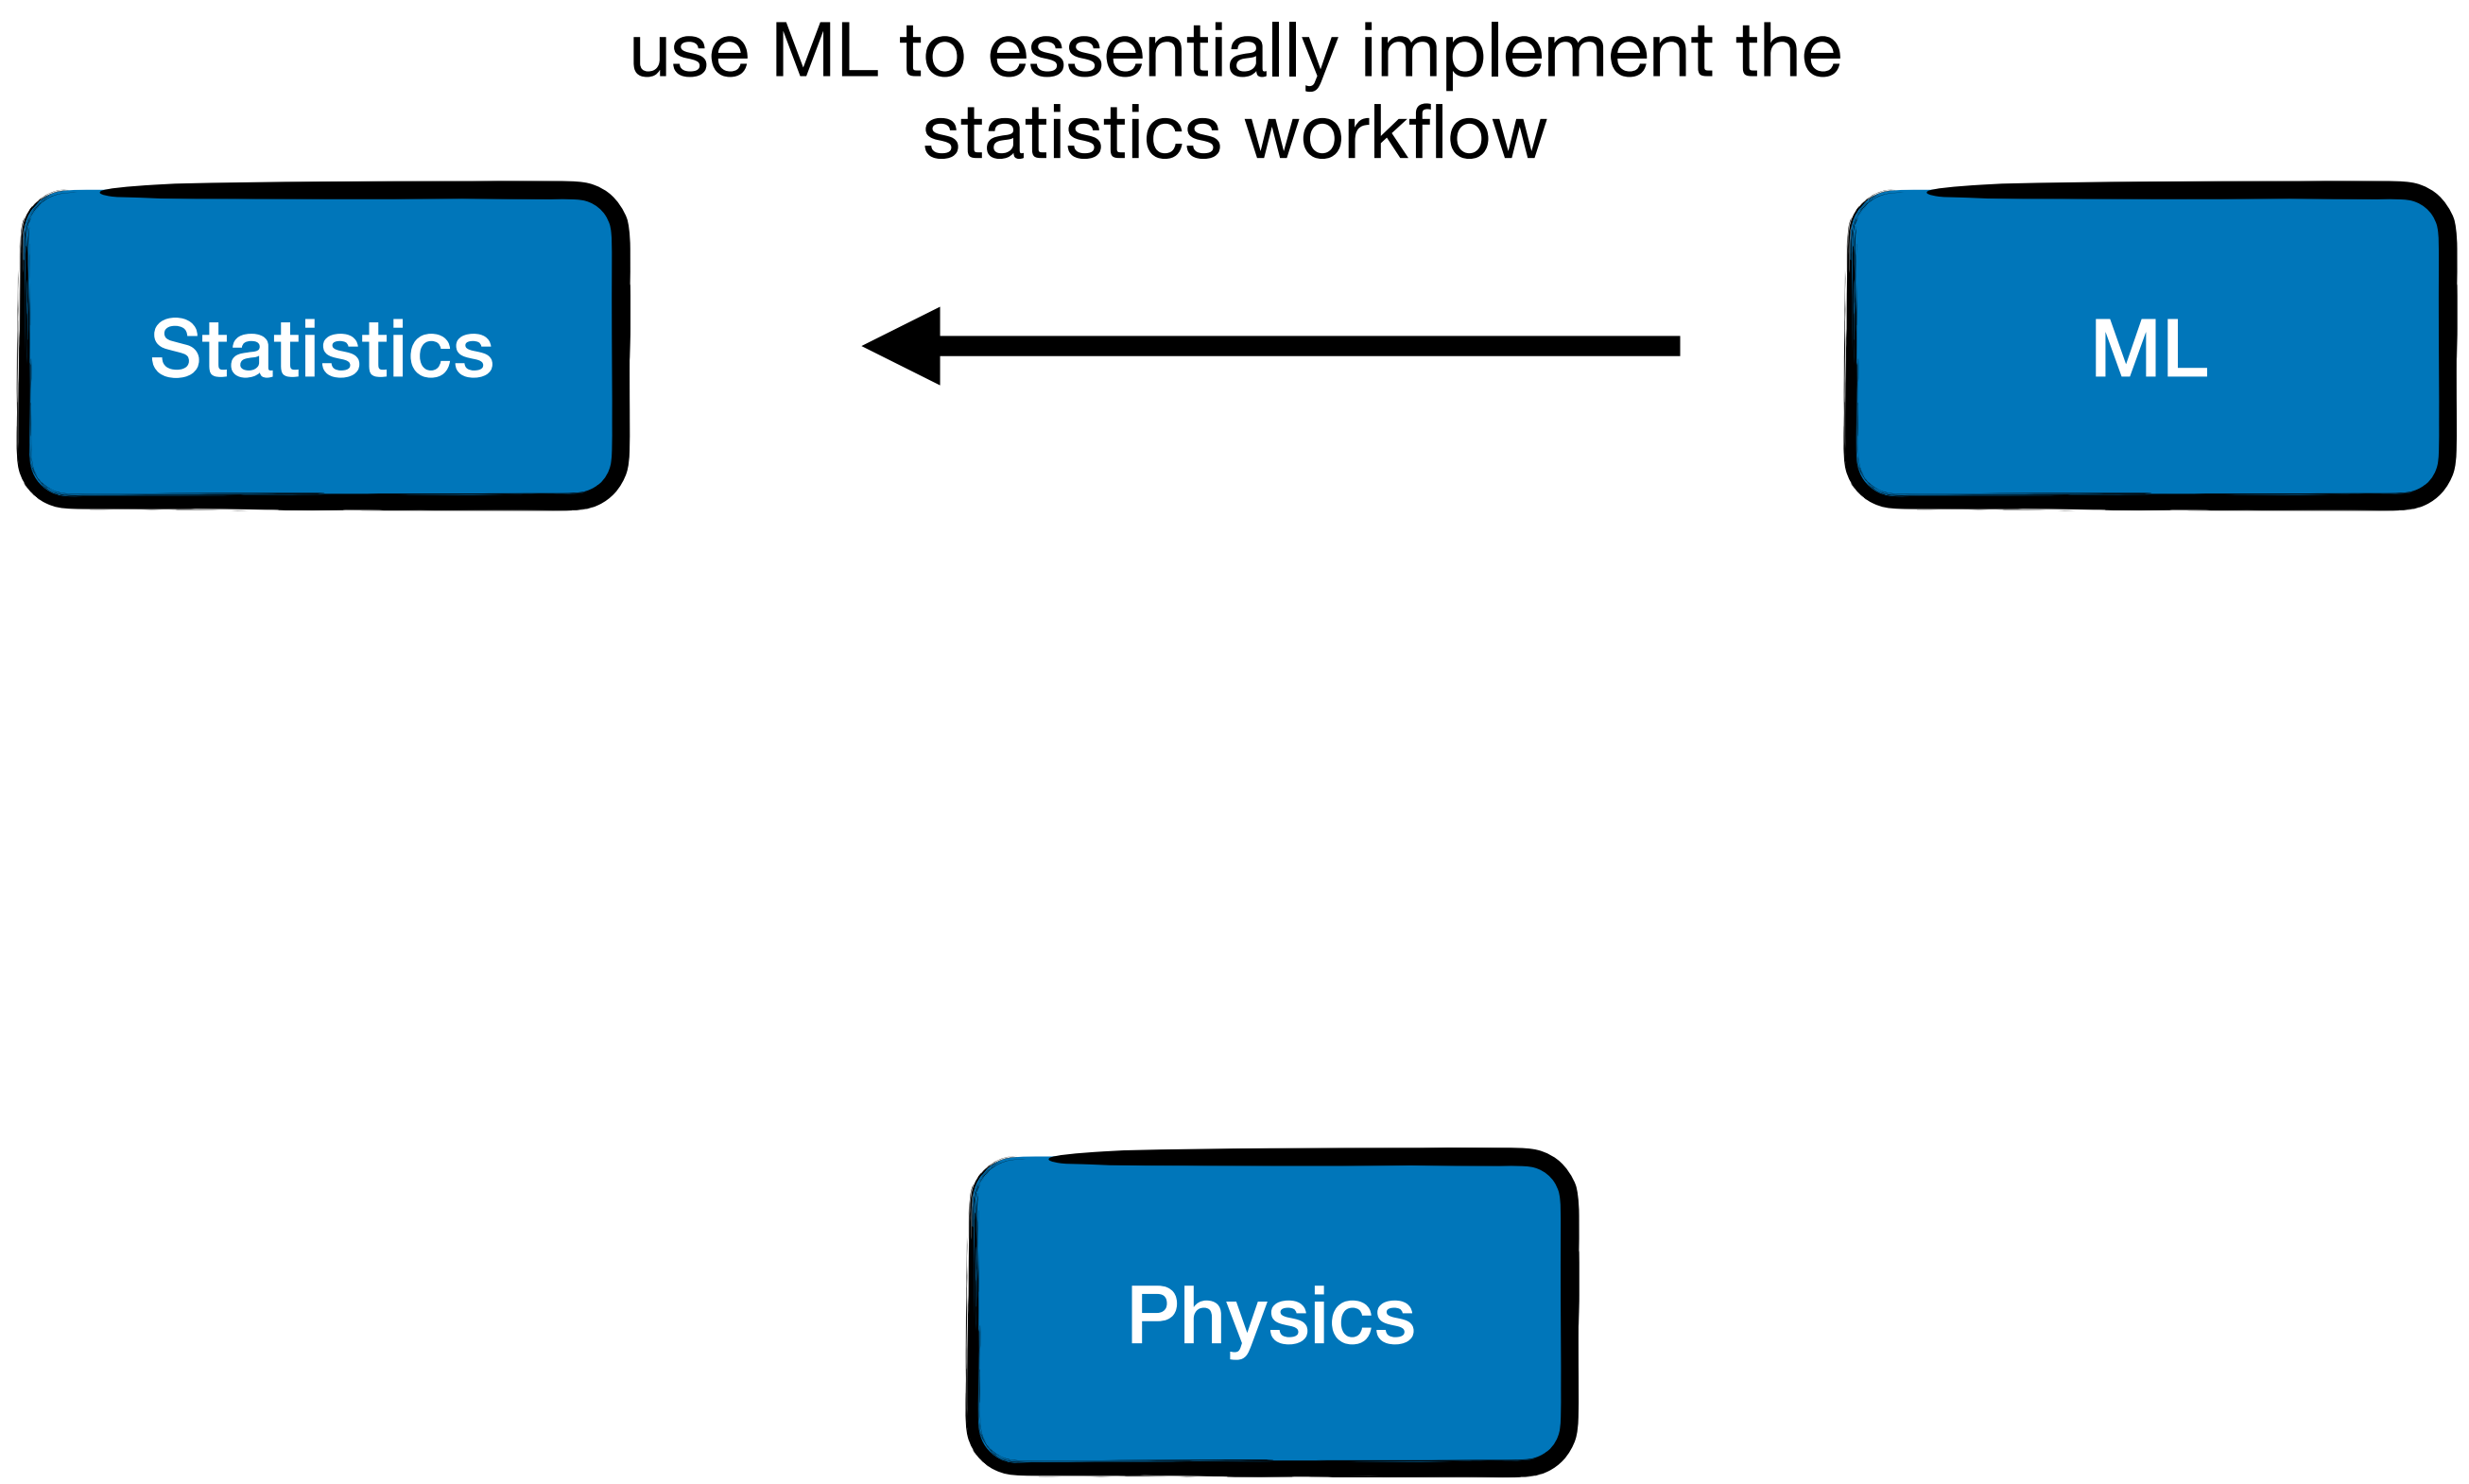 use ML to essentially implement the
statistics workflow
Statistics
ML
Physics